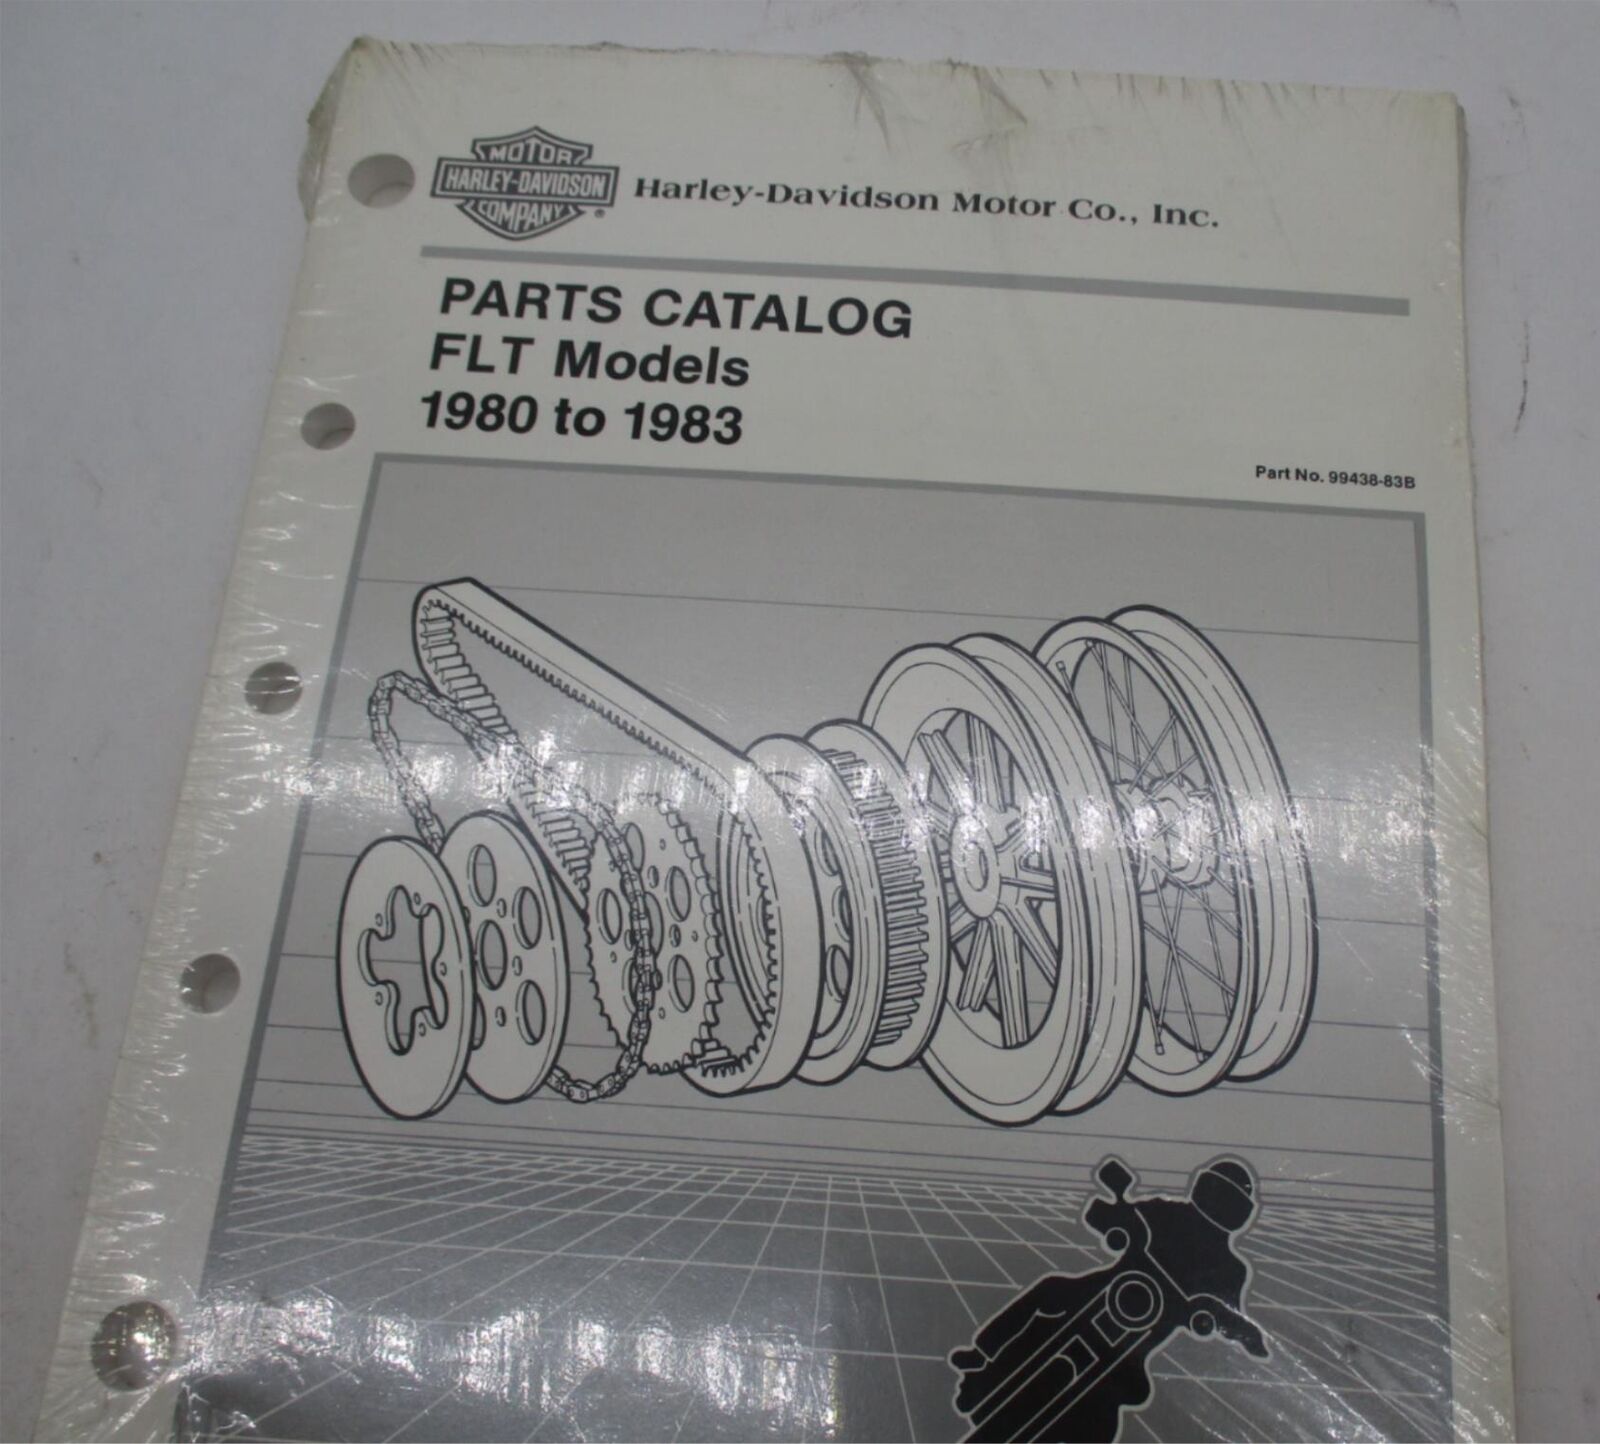 MOTOR
HARLEY-DAVIDSON
COMPANY
®
Harley-Davidson Motor Co., Inc.
PARTS CATALOG
FLT Models
1980 to 1983
Part No. 99438-83B